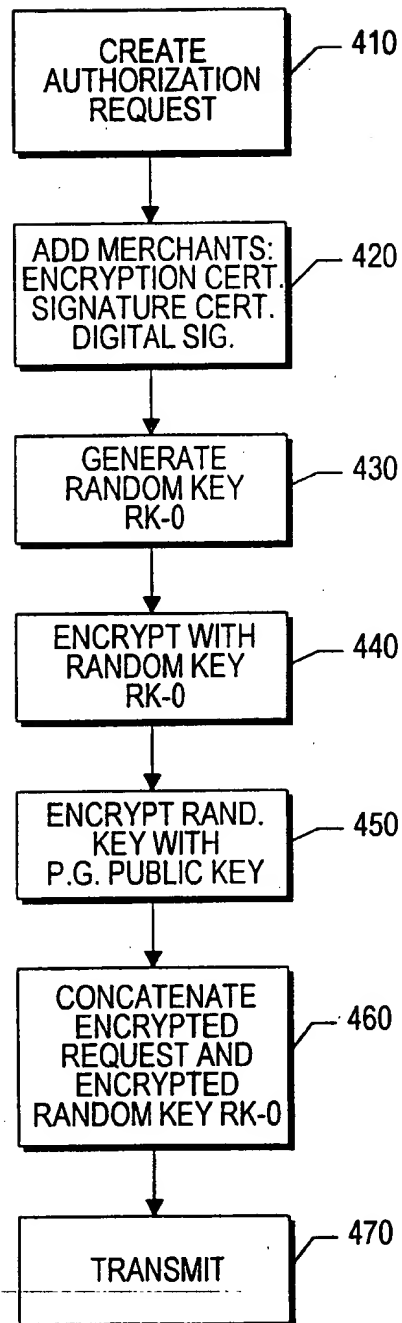 CREATE
AUTHORIZATION
REQUEST
410
ADD MERCHANTS:
ENCRYPTION CERT.
SIGNATURE CERT.
DIGITAL SIG.
420
GENERATE
RANDOM KEY
RK-0
430
ENCRYPT WITH
RANDOM KEY
RK-0
440
ENCRYPT RAND.
KEY WITH
P.G. PUBLIC KEY
450
CONCATENATE
ENCRYPTED
REQUEST AND
ENCRYPTED
RANDOM KEY RK-0
460
TRANSMIT
470